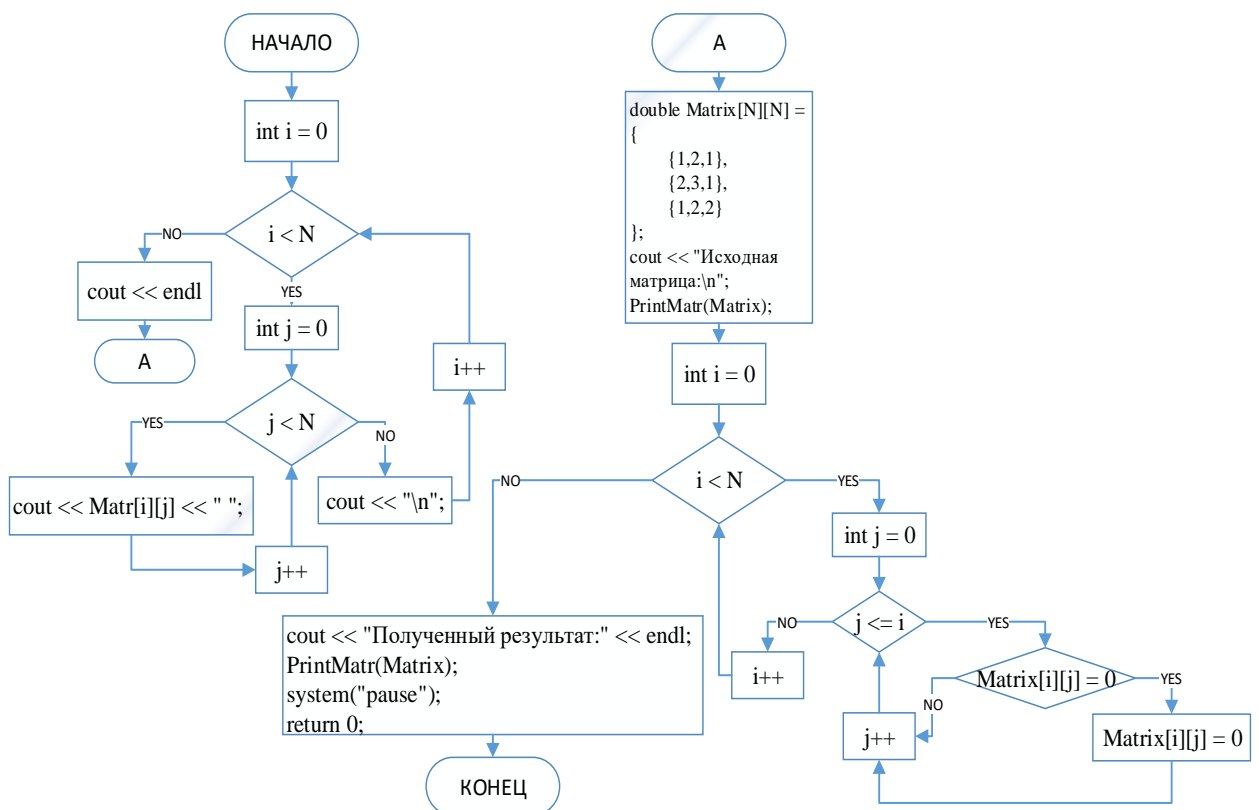 НАЧАЛО
int i = 0
i < N
NO
cout << endl
A
YES
int j = 0
j < N
YES
cout << Matr[i][j] << " ";
j++
NO
cout << "\n";
i++
A
double Matrix[N][N] =
{
{1,2,1},
{2,3,1},
{1,2,2}
};
cout << "Исходная
матрица:\n";
PrintMatr(Matrix);
int i = 0
i < N
NO
YES
int j = 0
j <= i
NO
i++
YES
Matrix[i][j] = 0
NO
YES
j++
Matrix[i][j] = 0
cout << "Полученный результат:" << endl;
PrintMatr(Matrix);
system("pause");
return 0;
КОНЕЦ